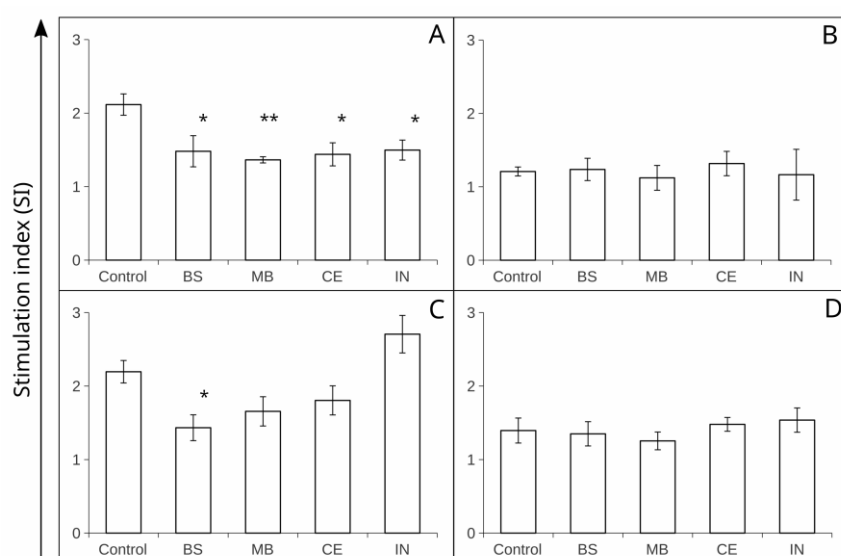 Stimulation index (SI)
A
3
2
1
0
* ** * *
Control BS MB CE IN
B
3
2
1
0
Control BS MB CE IN
C
3
2
1
0
*
Control BS MB CE IN
D
3
2
1
0
Control BS MB CE IN